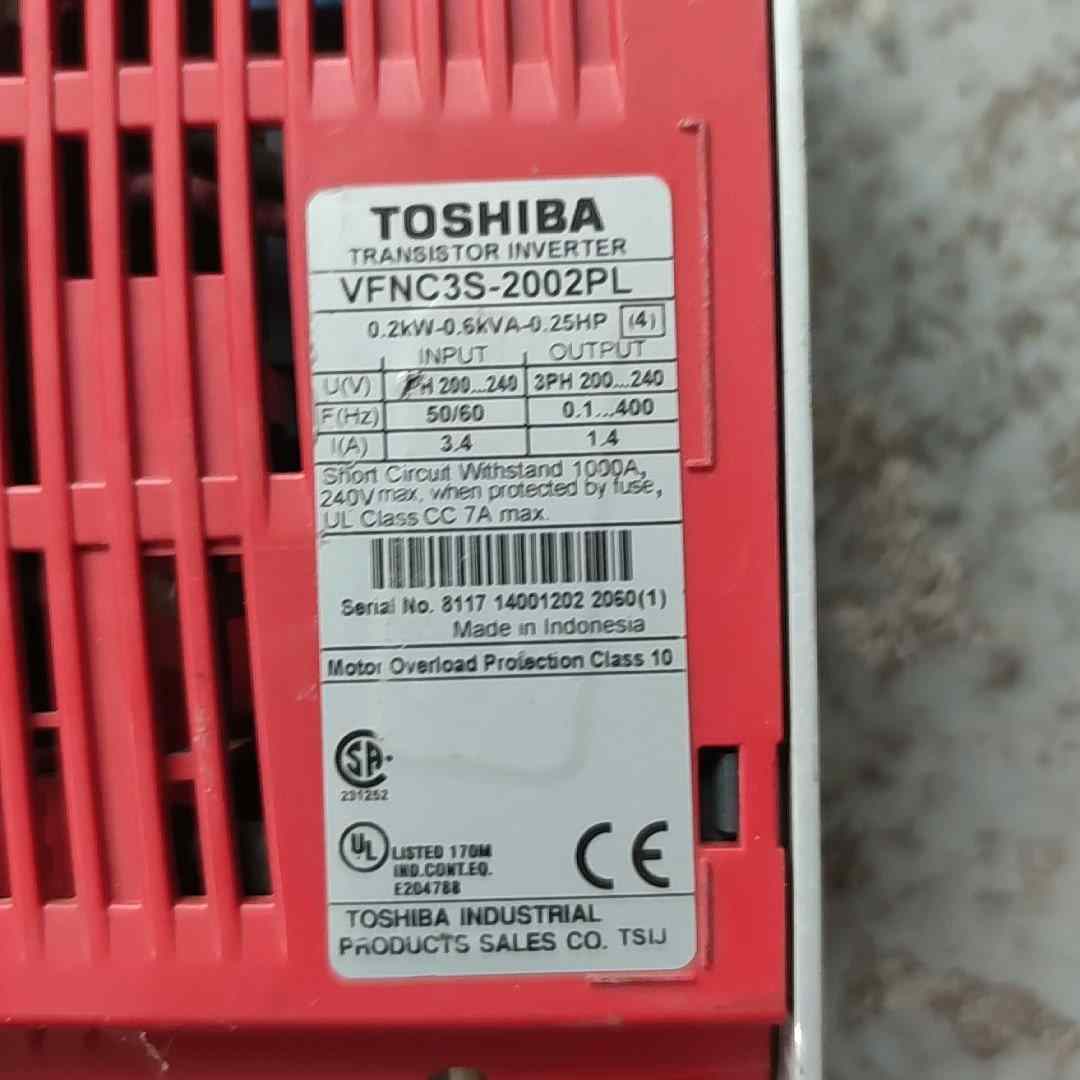 TOSHIBA
TRANSISTOR INVERTER
VFNC3S-2002PL
0.2kW-0.6kVA-0.25HP (4)
INPUT OUTPUT
U(V) PH 200...240 3PH 200...240
F(Hz) 50/60 0.1...400
I(A) 3.4 1.4
Short Circuit Withstand 1000A,
240V max, when protected by fuse,
UL Class CC 7A max.
Serial No. 8117 14001202 2060(1)
Made in Indonesia
Motor Overload Protection Class 10
SA
231252
UL LISTED 170M
IND.CONT.EQ.
E204788
CE
TOSHIBA INDUSTRIAL
PRODUCTS SALES CO. TSIJ